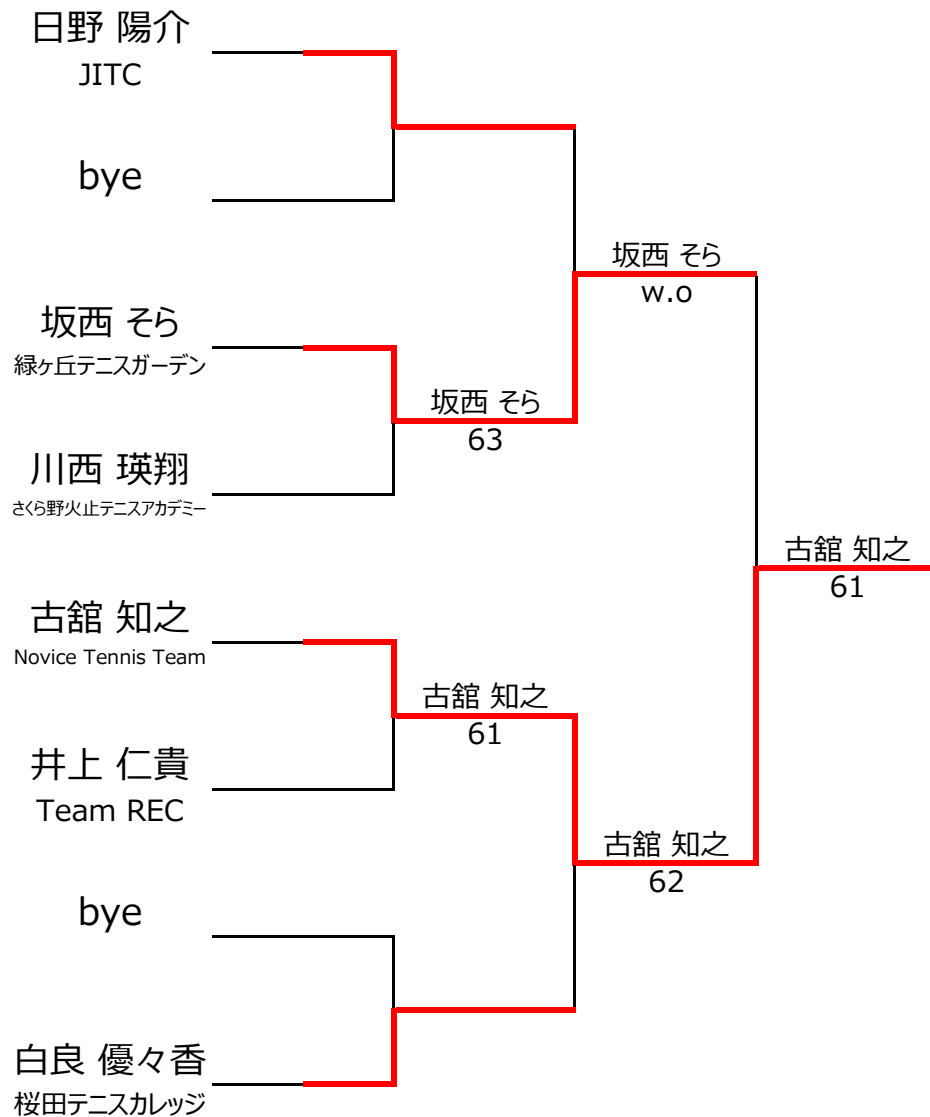 日野 陽介
JITC
bye
坂西 そら
w.o
坂西 そら
緑ヶ丘テニスガーデン
坂西 そら
63
川西 瑛翔
さくら野火止テニスアカデミー
古舘 知之
61
古舘 知之
Novice Tennis Team
古舘 知之
61
井上 仁貴
Team REC
古舘 知之
62
bye
白良 優々香
桜田テニスカレッジ